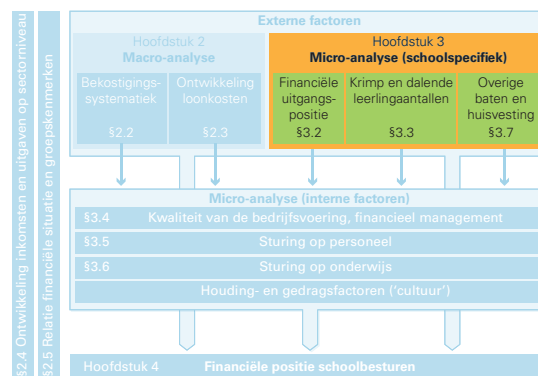 §2.4 Ontwikkeling inkomsten en uitgaven op sectorniveau
§2.5 Relatie financiële situatie en groepskenmerken
Externe factoren
Hoofdstuk 2
Macro-analyse
Bekostigings-
systematiek
§2.2
Ontwikkeling
loonkosten
§2.3
Hoofdstuk 3
Micro-analyse (schoolspecifiek)
Financiële
uitgangs-
positie
§3.2
Krimp en dalende
leerlingaantallen
§3.3
Overige
baten en
huisvesting
§3.7
Micro-analyse (interne factoren)
§3.4 Kwaliteit van de bedrijfsvoering, financieel management
§3.5 Sturing op personeel
§3.6 Sturing op onderwijs
Houding- en gedragsfactoren (‘cultuur’)
Hoofdstuk 4 Financiële positie schoolbesturen